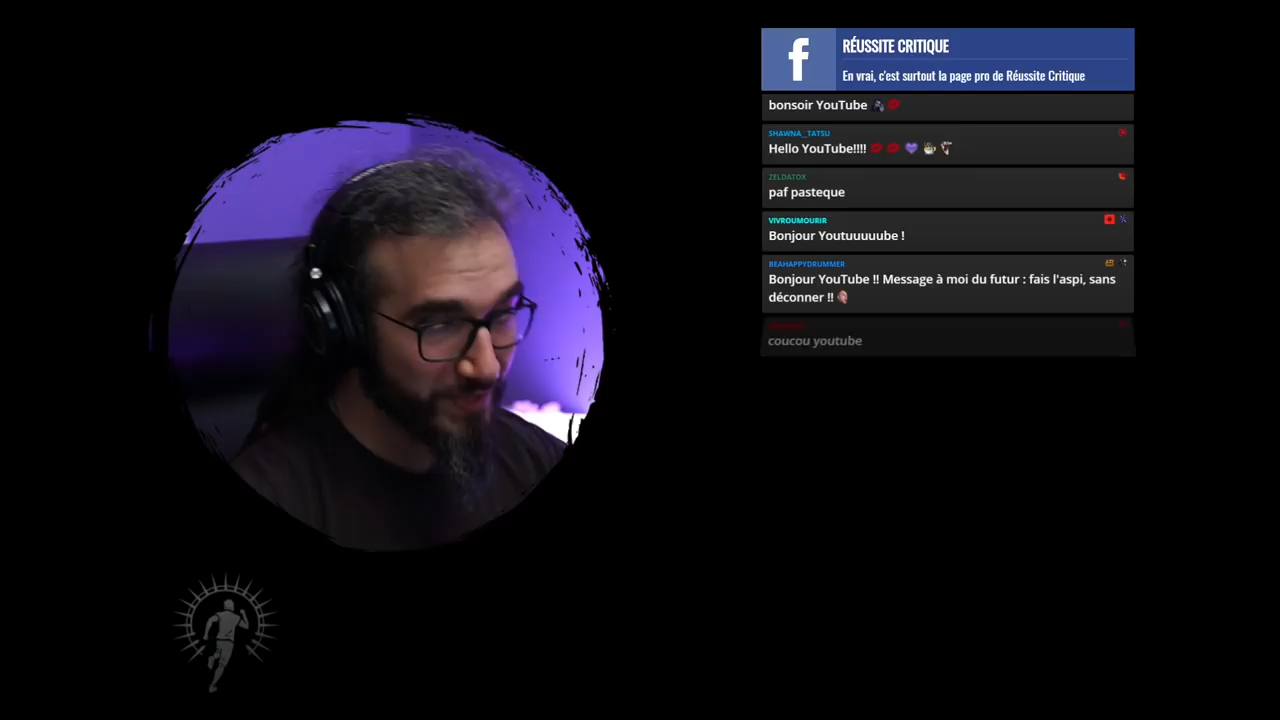 RÉUSSITE CRITIQUE
En vrai, c'est surtout la page pro de Réussite Critique
bonsoir YouTube
SHAWNA_TATSU
Hello YouTube!!!!
ZELDATOX
paf pasteque
VIVROUMOURIR
Bonjour Youtuuuuube !
BEAHAPPYDRUMMER
Bonjour YouTube !! Message à moi du futur : fais l'aspi, sans
déconner !!
coucou youtube